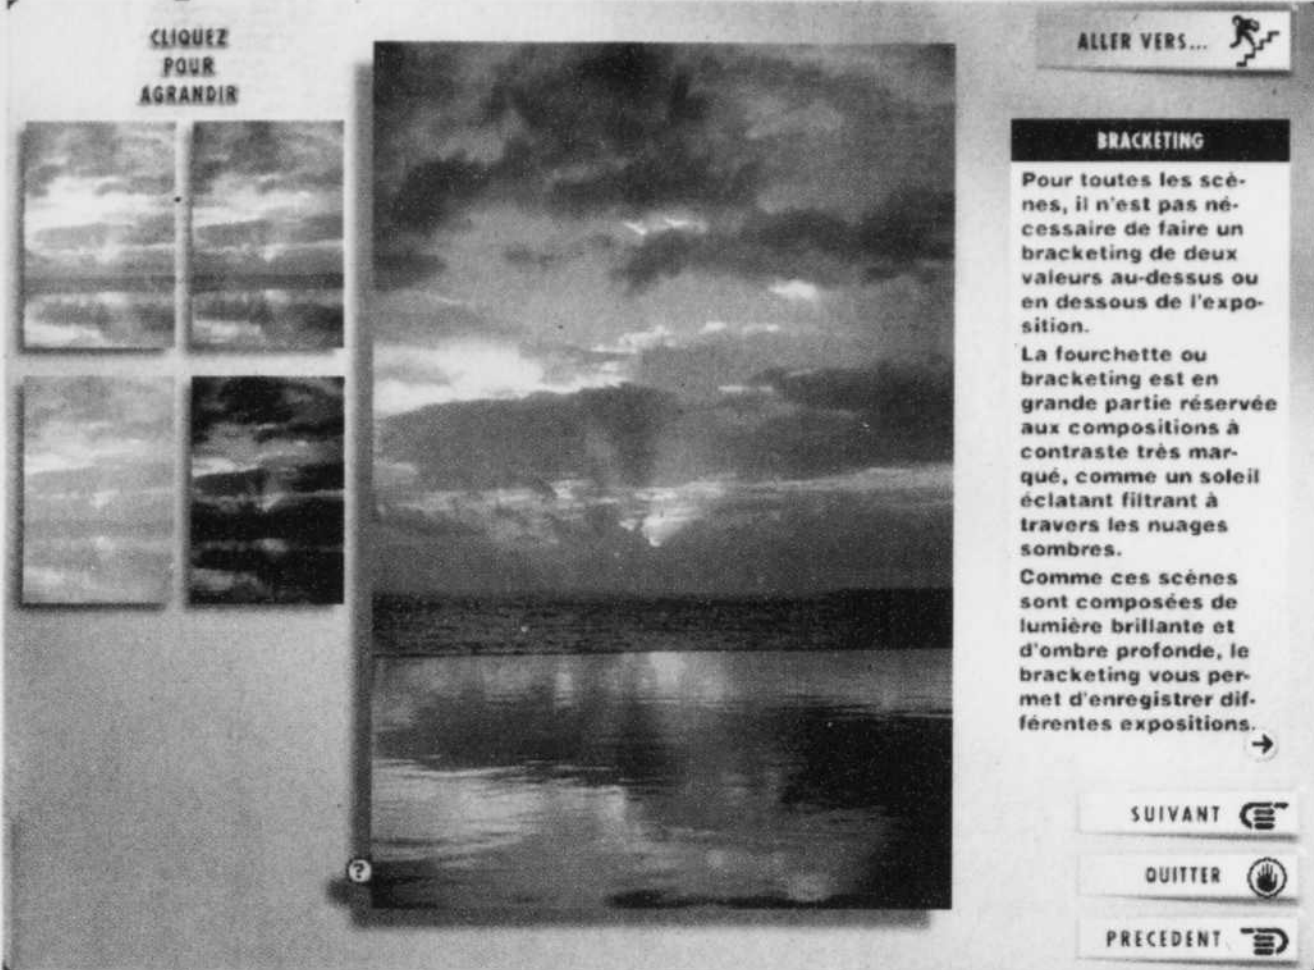 CLIQUEZ
POUR
AGRANDIR
ALLER VERS...
BRACKETING
Pour toutes les scè-
nes, il n'est pas né-
cessaire de faire un
bracketing de deux
valeurs au-dessus ou
en dessous de l'expo-
sition.
La fourchette ou
bracketing est en
grande partie réservée
aux compositions à
contraste très mar-
qué, comme un soleil
éclatant filtrant à
travers les nuages
sombres.
Comme ces scènes
sont composées de
lumière brillante et
d'ombre profonde, le
bracketing vous per-
met d'enregistrer dif-
férentes expositions.
?
SUIVANT
QUITTER
PRECEDENT